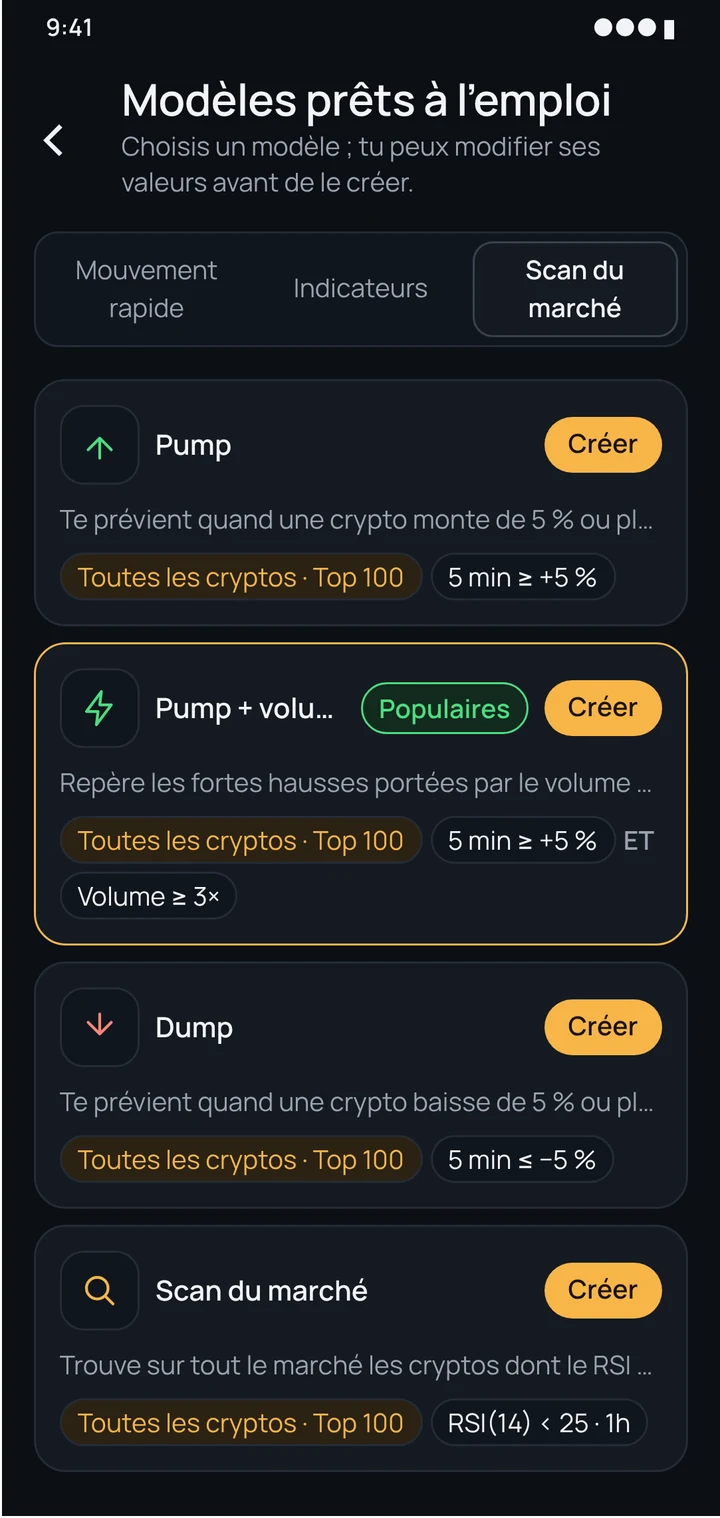 9:41
Modèles prêts à l'emploi
Choisis un modèle ; tu peux modifier ses
valeurs avant de le créer.
Mouvement
rapide
Indicateurs
Scan du
marché
Pump
Créer
Te prévient quand une crypto monte de 5 % ou pl...
Toutes les cryptos · Top 100
5 min ≥ +5 %
Pump + volu...
Populaires
Créer
Repère les fortes hausses portées par le volume ...
Toutes les cryptos · Top 100
5 min ≥ +5 %
ET
Volume ≥ 3×
Dump
Créer
Te prévient quand une crypto baisse de 5 % ou pl...
Toutes les cryptos · Top 100
5 min ≤ −5 %
Scan du marché
Créer
Trouve sur tout le marché les cryptos dont le RSI ...
Toutes les cryptos · Top 100
RSI(14) < 25 · 1h